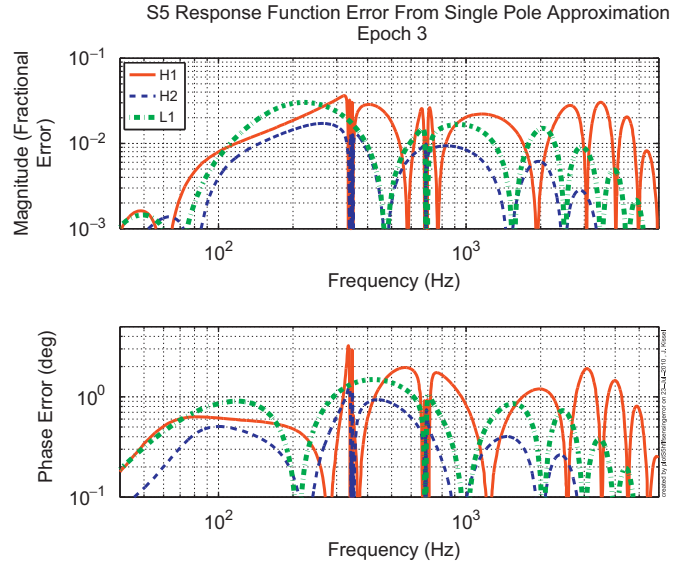 S5 Response Function Error From Single Pole Approximation
Epoch 3
Magnitude (Fractional
Error)
10^−1
10^−2
10^−3
H1
H2
L1
10^2
10^3
Frequency (Hz)
Phase Error (deg)
10^0
10^−1
10^2
10^3
Frequency (Hz)